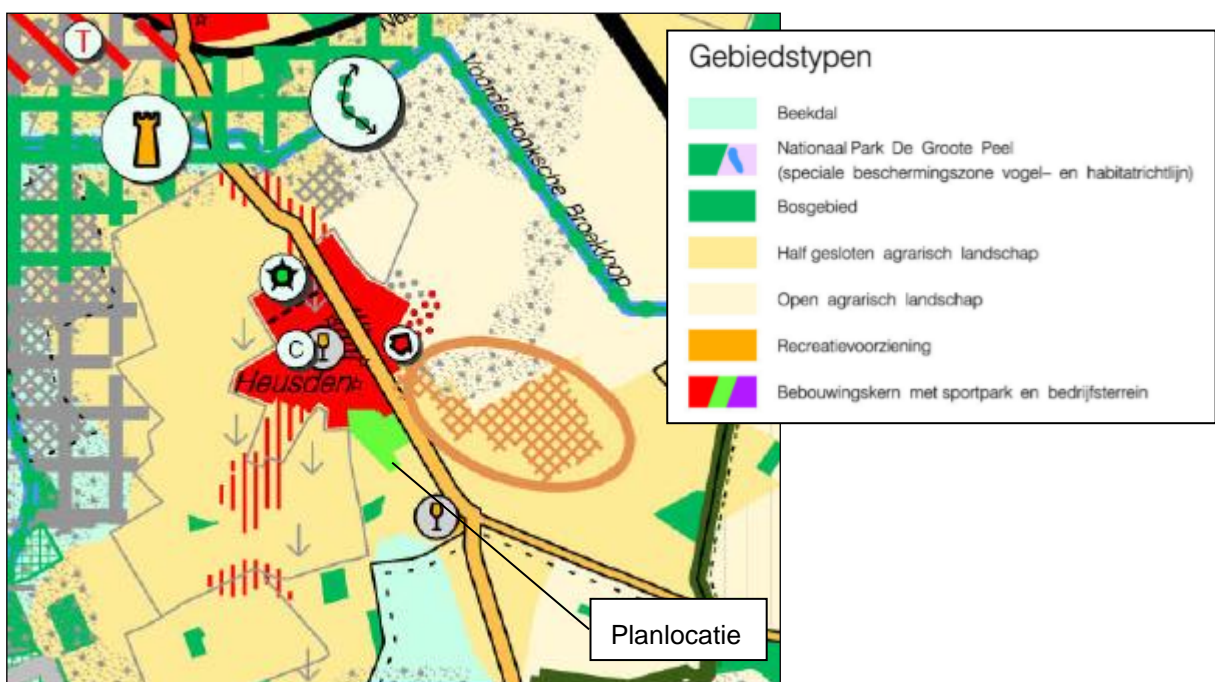 T
Voordeldonksche Broekloop
C
Heusden
Planlocatie
Gebiedstypen
Beekdal
Nationaal Park De Groote Peel
(speciale beschermingszone vogel– en habitatrichtlijn)
Bosgebied
Half gesloten agrarisch landschap
Open agrarisch landschap
Recreatievoorziening
Bebouwingskern met sportpark en bedrijfsterrein